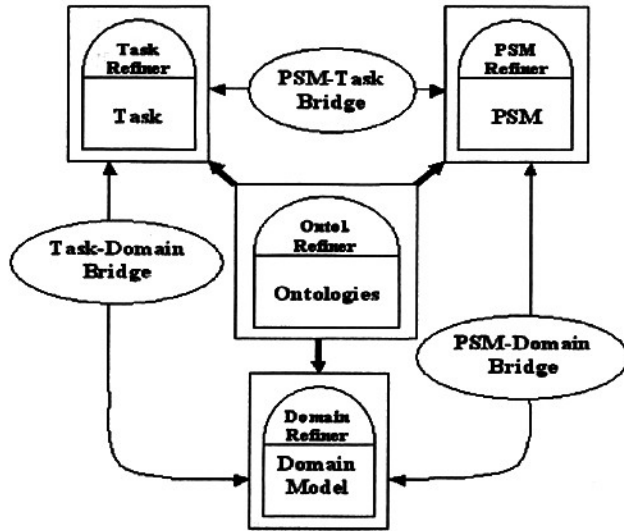 Task
Refiner
Task
PSM-Task
Bridge
PSM
Refiner
PSM
Task-Domain
Bridge
Ontol.
Refiner
Ontologies
PSM-Domain
Bridge
Domain
Refiner
Domain
Model